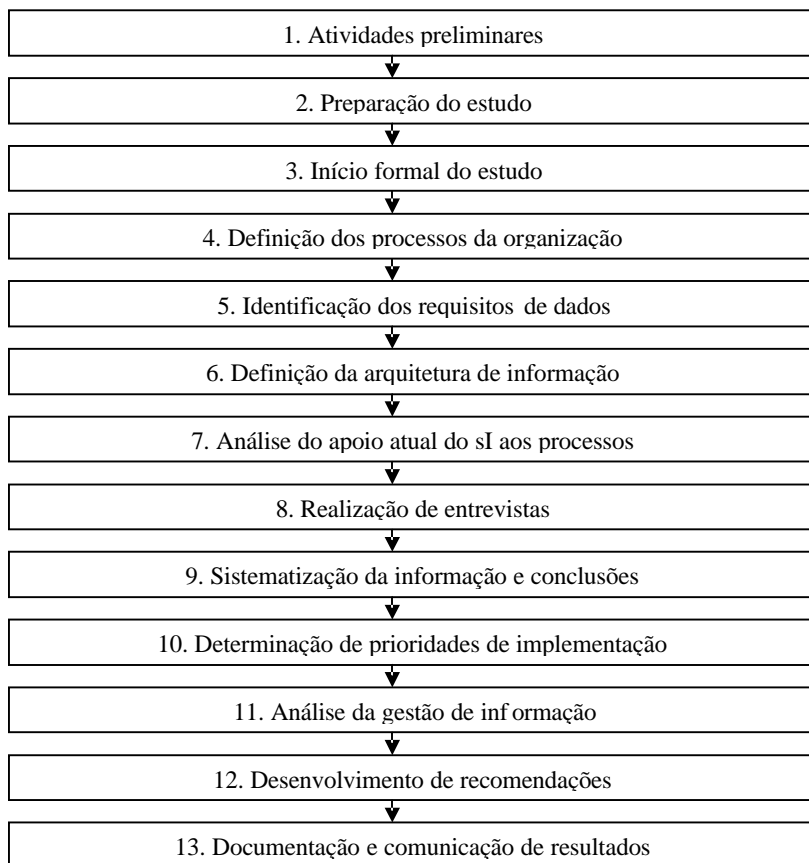 1. Atividades preliminares
2. Preparação do estudo
3. Início formal do estudo
4. Definição dos processos da organização
5. Identificação dos requisitos de dados
6. Definição da arquitetura de informação
7. Análise do apoio atual do sI aos processos
8. Realização de entrevistas
9. Sistematização da informação e conclusões
10. Determinação de prioridades de implementação
11. Análise da gestão de informação
12. Desenvolvimento de recomendações
13. Documentação e comunicação de resultados